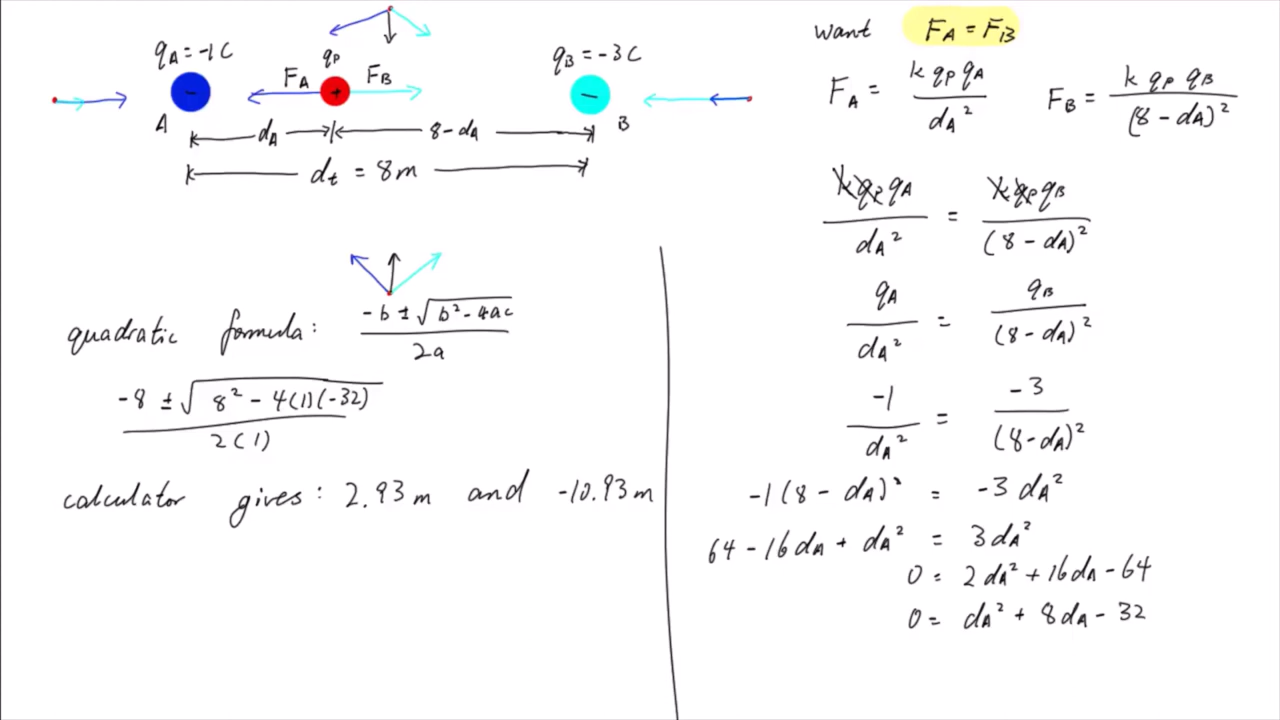 qA = -1C
qP
qB = -3C
FA
FB
-
+
-
A
B
dA
8 - dA
dt = 8m
quadratic formula: (-b ± √(b² - 4ac)) / 2a
(-8 ± √(8² - 4(1)(-32))) / 2(1)
calculator gives: 2.93m and -10.93m
want FA = FB
FA = k qP qA / dA² FB = k qP qB / (8 - dA)²
k qP qA / dA² = k qP qB / (8 - dA)²
qA / dA² = qB / (8 - dA)²
-1 / dA² = -3 / (8 - dA)²
-1(8 - dA)² = -3 dA²
64 - 16dA + dA² = 3dA²
0 = 2dA² + 16dA - 64
0 = dA² + 8dA - 32